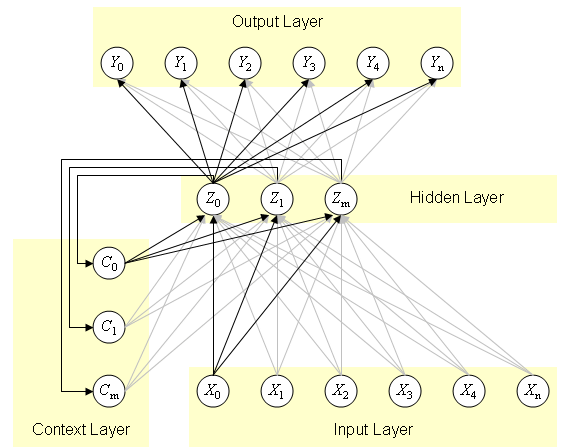 Output Layer
Y0 Y1 Y2 Y3 Y4 Yn
Z0 Z1 Zm Hidden Layer
C0
C1
Cm X0 X1 X2 X3 X4 Xn
Context Layer Input Layer